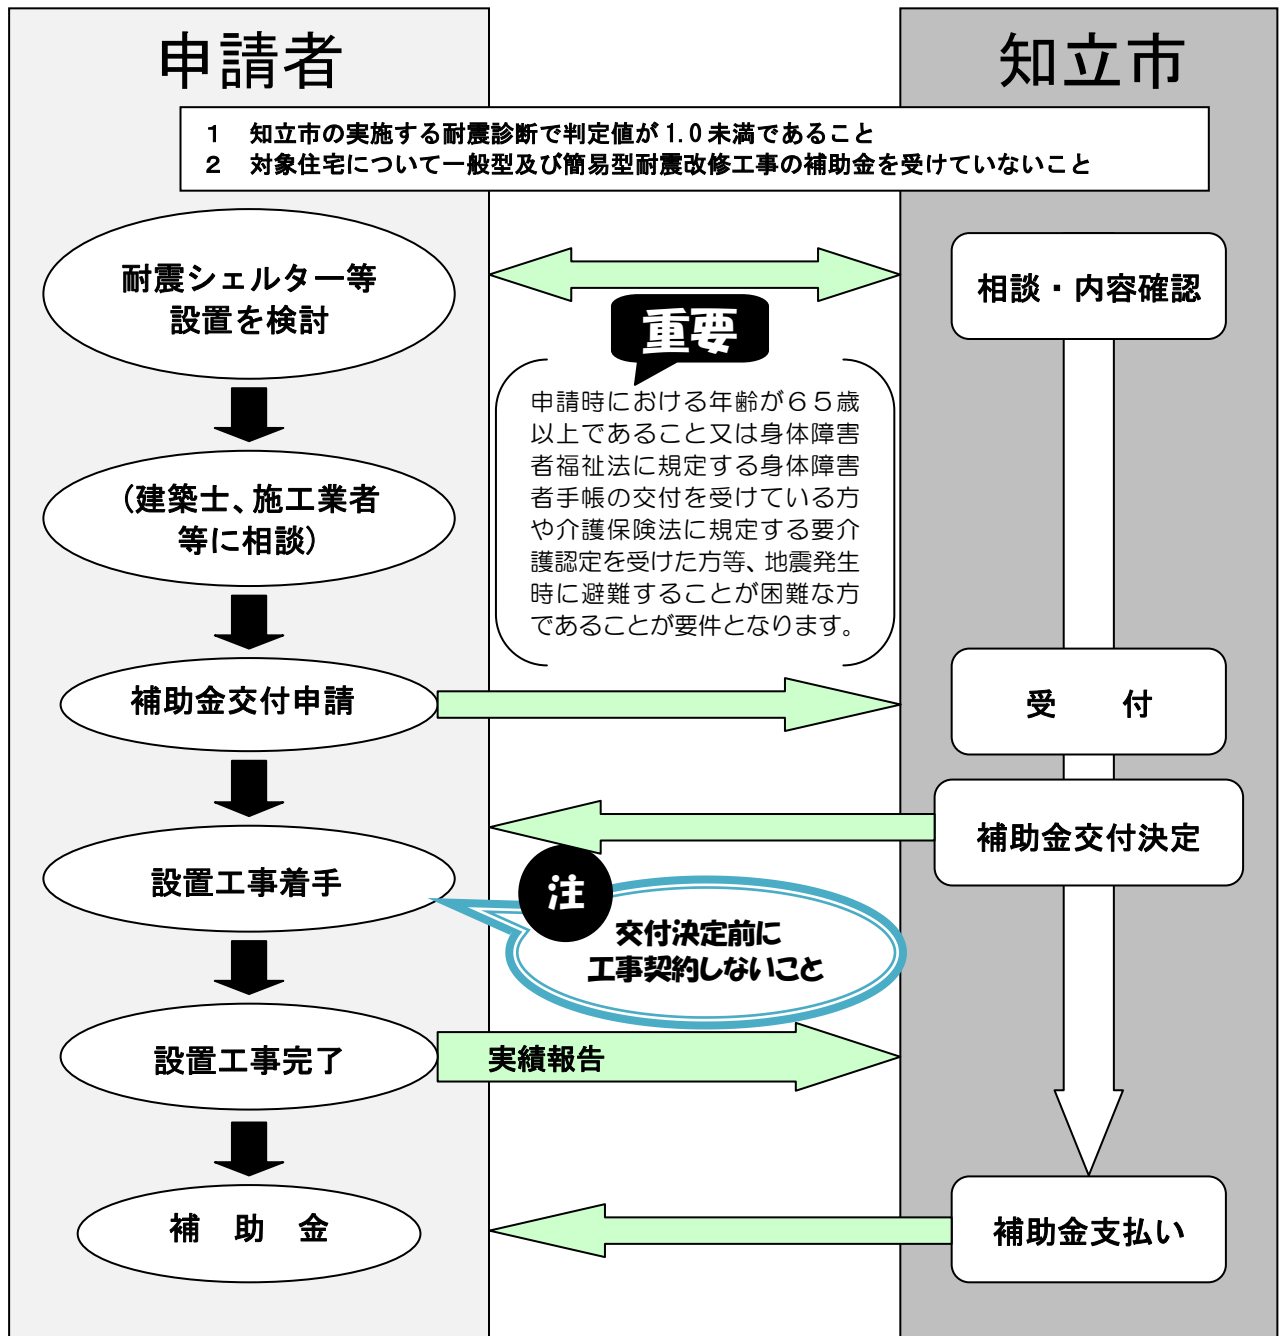 申請者
知立市
１　知立市の実施する耐震診断で判定値が1.0未満であること
２　対象住宅について一般型及び簡易型耐震改修工事の補助金を受けていないこと
耐震シェルター等
設置を検討
相談・内容確認
重要
申請時における年齢が６５歳
以上であること又は身体障害
者福祉法に規定する身体障害
者手帳の交付を受けている方
や介護保険法に規定する要介
護認定を受けた方等、地震発生
時に避難することが困難な方
であることが要件となります。
(建築士、施工業者
等に相談)
補助金交付申請
受　　付
補助金交付決定
設置工事着手
注
交付決定前に
工事契約しないこと
設置工事完了
実績報告
補　助　金
補助金支払い